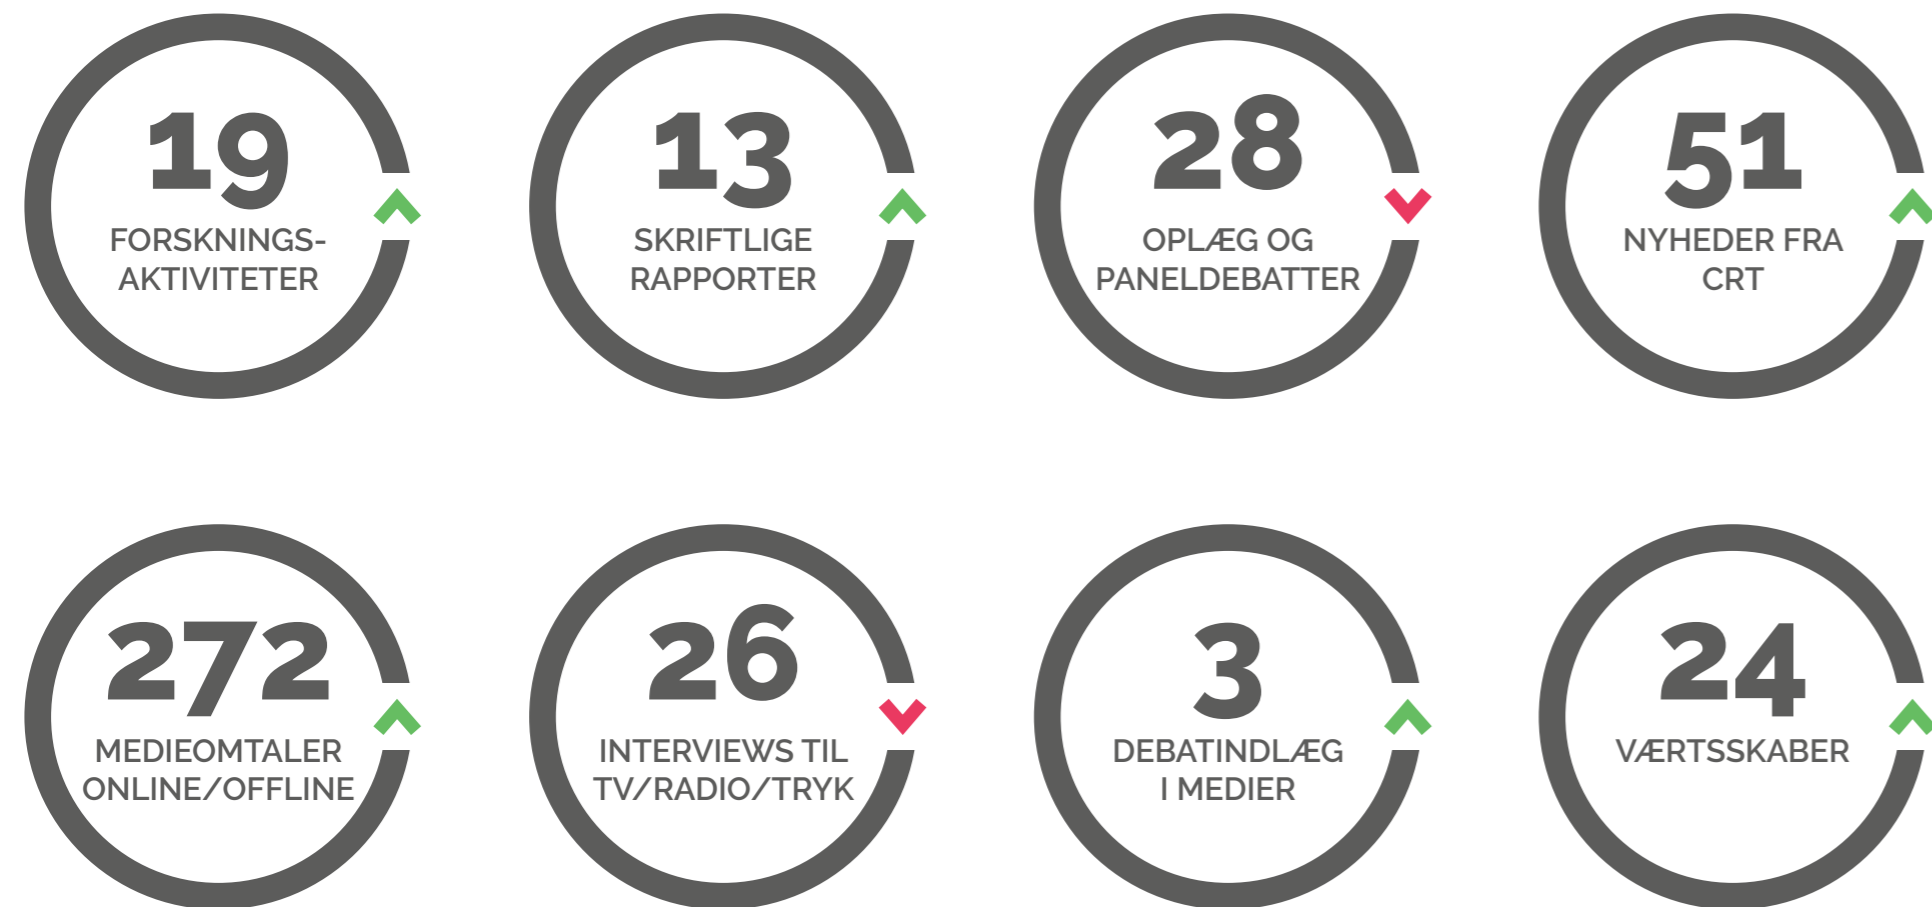 19
FORSKNINGS-
AKTIVITETER
13
SKRIFTLIGE
RAPPORTER
28
OPLÆG OG
PANELDEBATTER
51
NYHEDER FRA
CRT
272
MEDIEOMTALER
ONLINE/OFFLINE
26
INTERVIEWS TIL
TV/RADIO/TRYK
3
DEBATINDLÆG
I MEDIER
24
VÆRTSSKABER